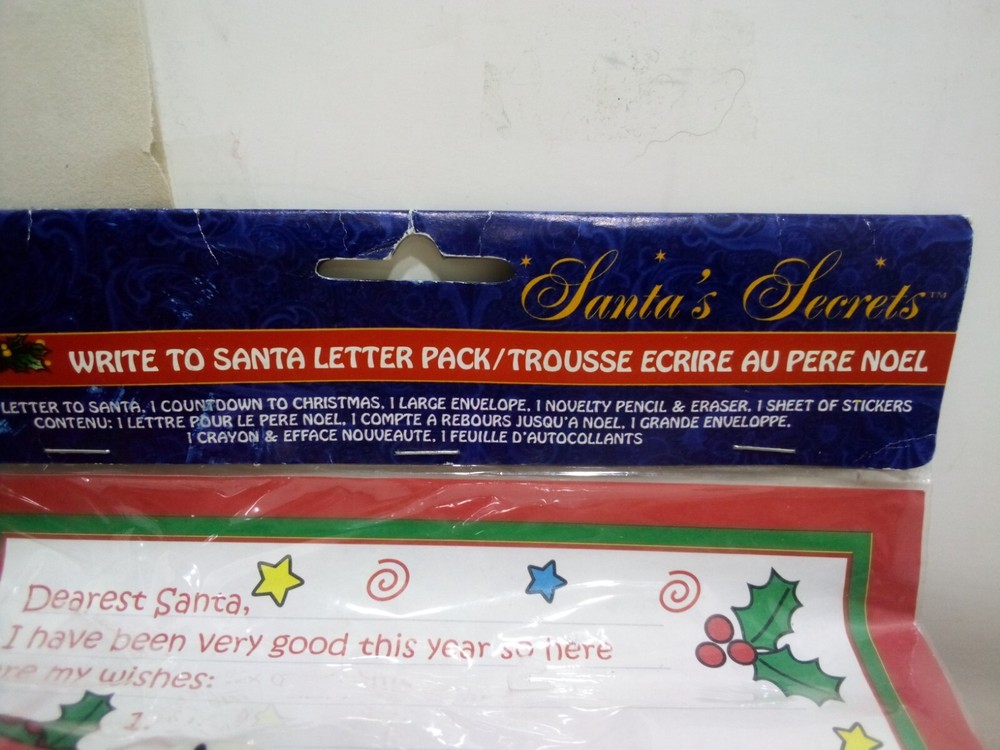 Santa's Secrets™
WRITE TO SANTA LETTER PACK/TROUSSE ECRIRE AU PERE NOEL
LETTER TO SANTA, 1 COUNTDOWN TO CHRISTMAS, 1 LARGE ENVELOPE, 1 NOVELTY PENCIL & ERASER, 1 SHEET OF STICKERS
CONTENU: 1 LETTRE POUR LE PERE NOEL, 1 COMPTE A REBOURS JUSQU'A NOEL, 1 GRANDE ENVELOPPE,
1 CRAYON & EFFACE NOUVEAUTE, 1 FEUILLE D'AUTOCOLLANTS
Dearest Santa,
I have been very good this year so here
are my wishes:
1.